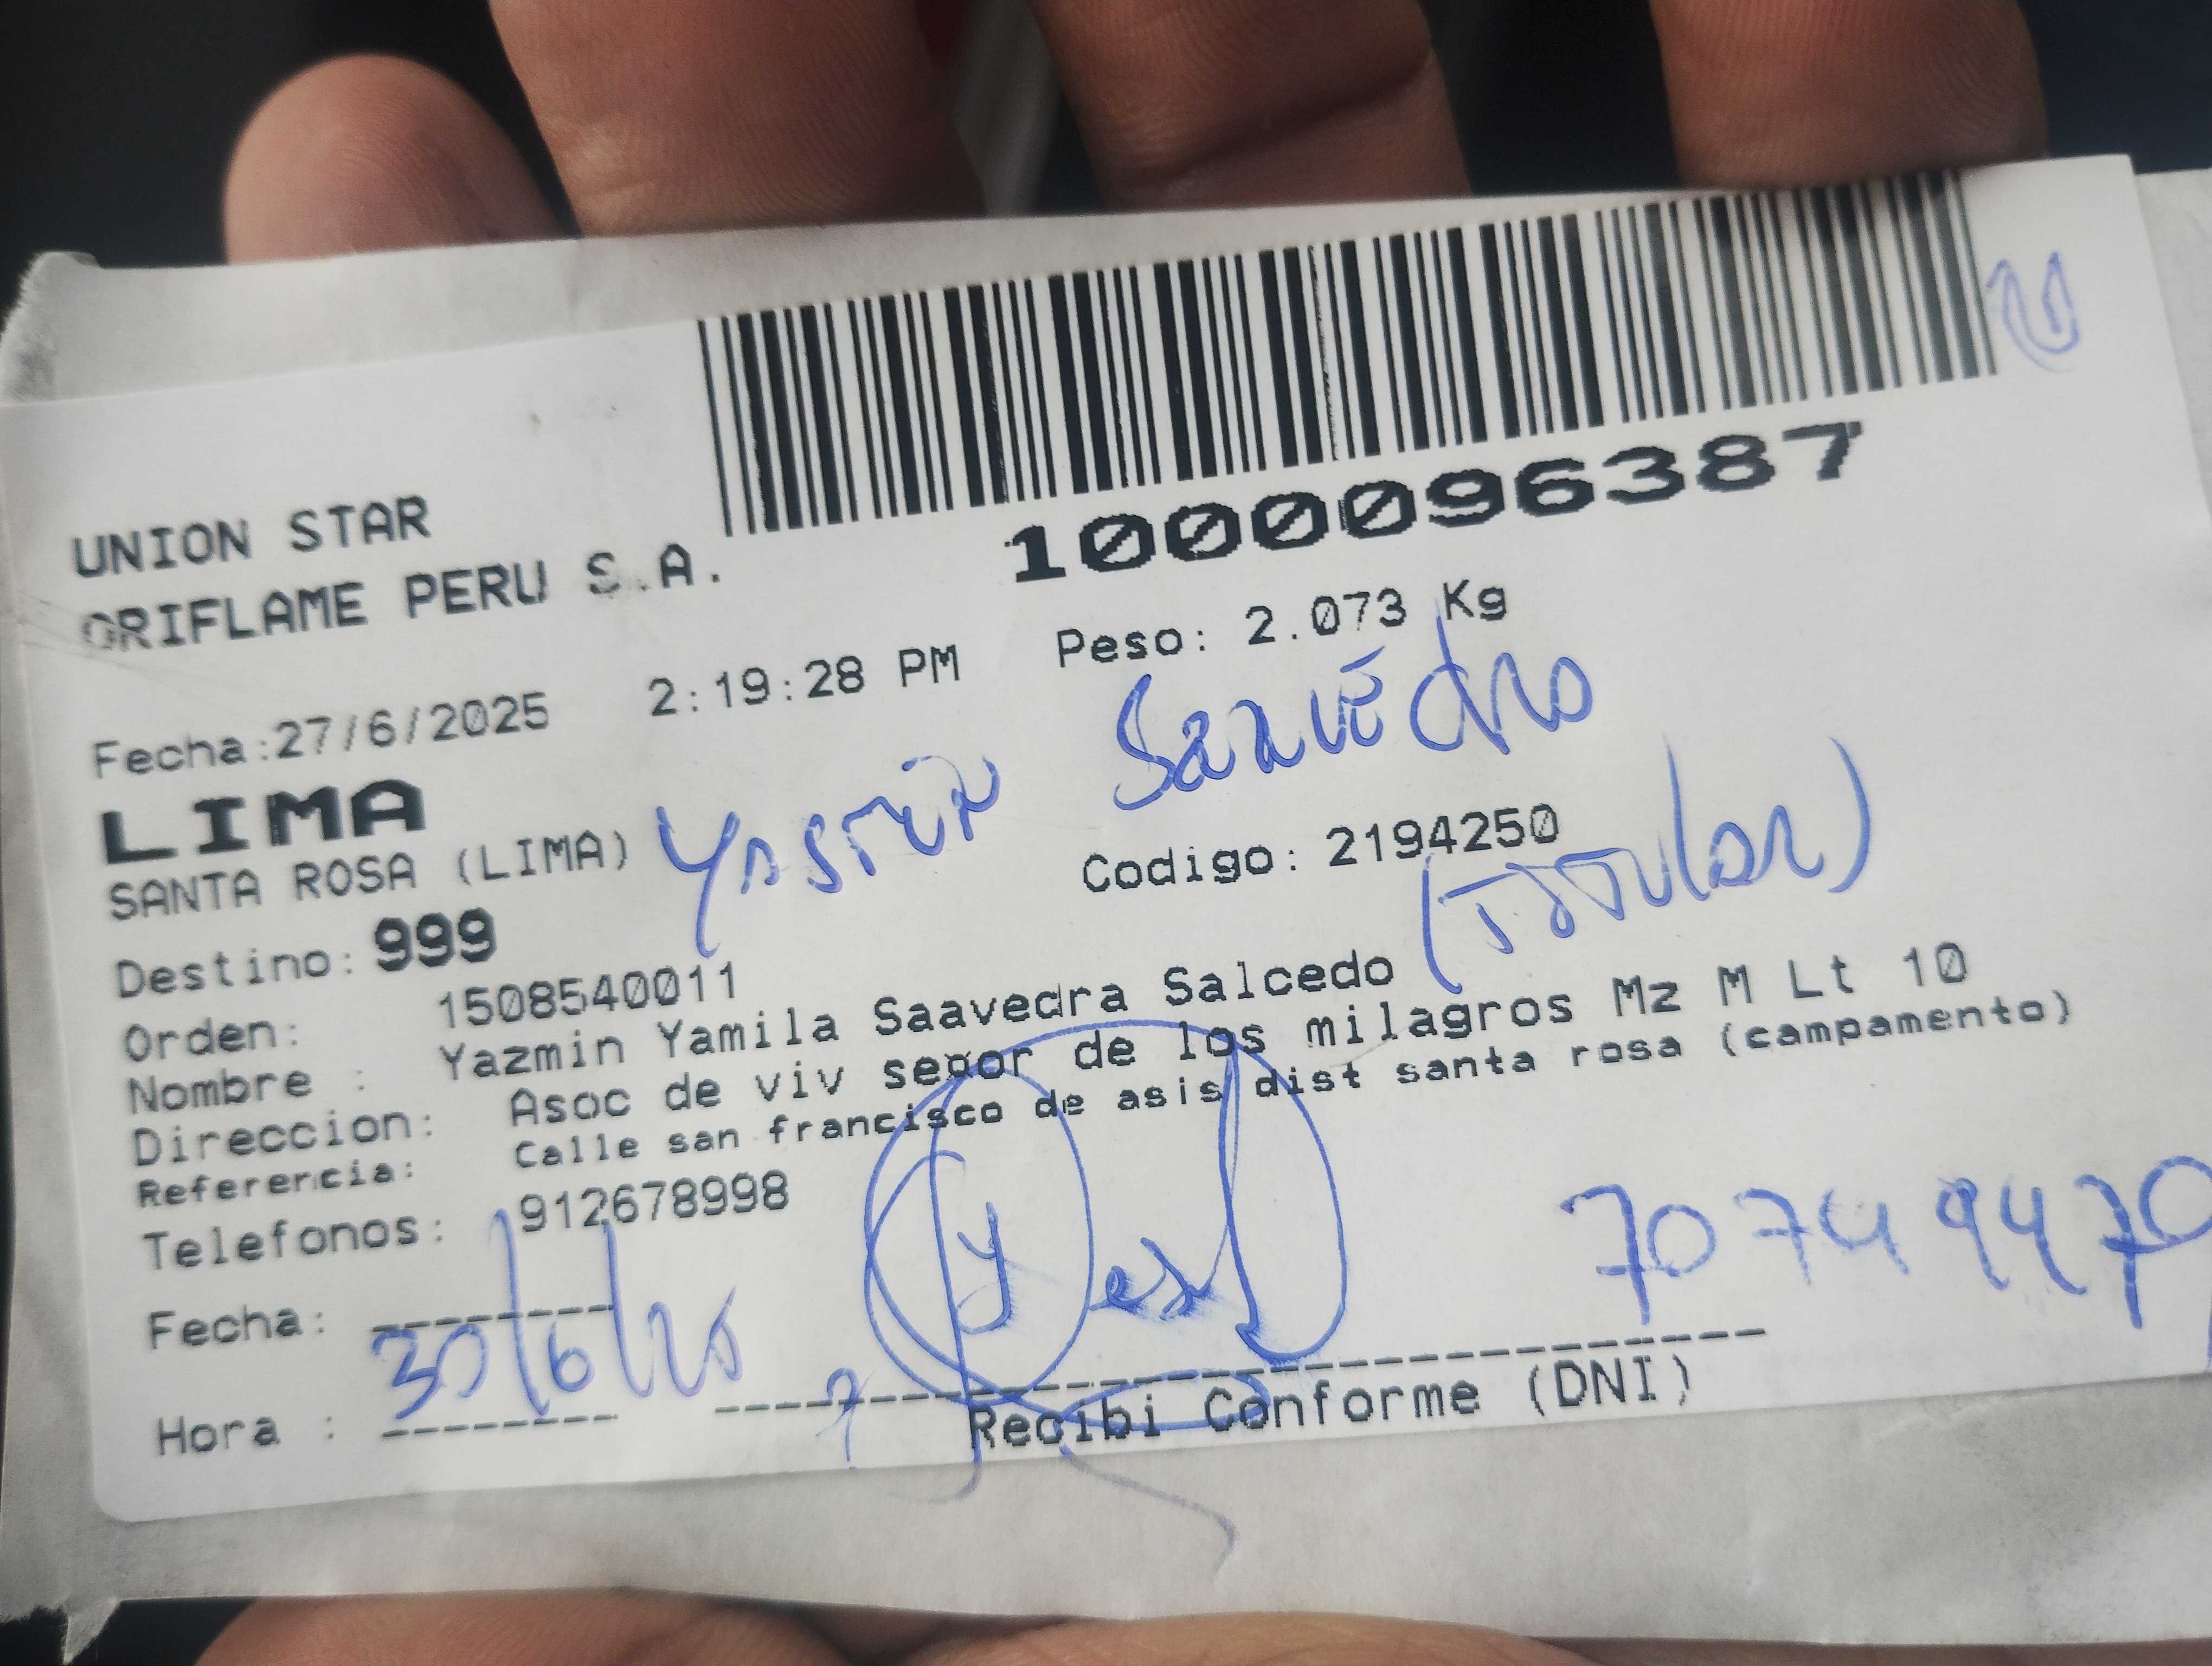 1000096387
UNION STAR
ORIFLAME PERU S.A.
Fecha:27/6/2025 2:19:28 PM Peso: 2.073 Kg
LIMA
SANTA ROSA (LIMA)
Saavedra
Codigo: 2194250
(Titular)
Destino: 999
Orden: 1508540011
Nombre : Yazmin Yamila Saavedra Salcedo
Direccion: Asoc de viv segor de los milagros Mz M Lt 10
Referencia: Calle san francisco de asis dist santa rosa (campamento)
Telefonos: 912678998
70749470
Fecha: 30/6/25
Hora :
Recibi Conforme (DNI)